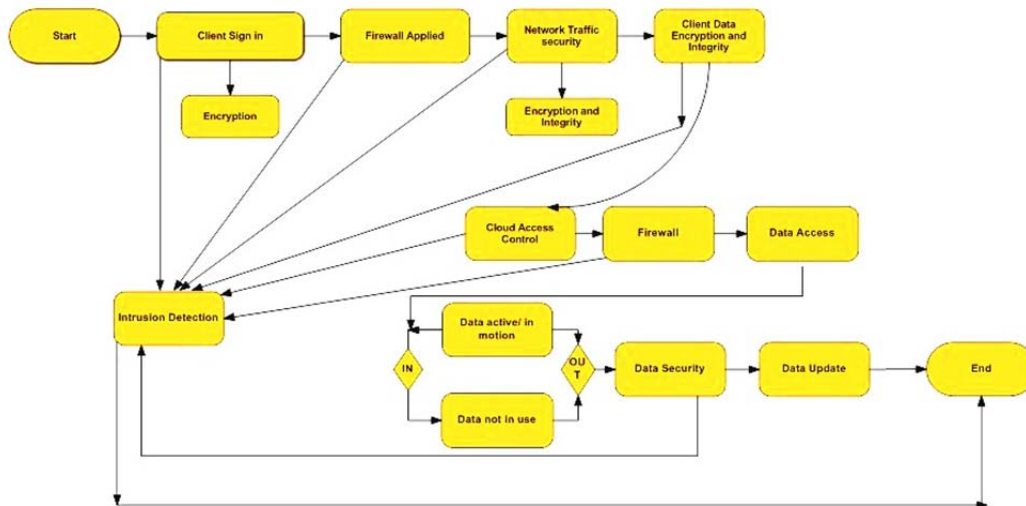 Start
Client Sign in
Firewall Applied
Network Traffic
security
Client Data
Encryption and
Integrity
Encryption
Encryption and
Integrity
Cloud Access
Control
Firewall
Data Access
Intrusion Detection
Data active/ in
motion
IN
OU
T
Data Security
Data Update
End
Data not in use